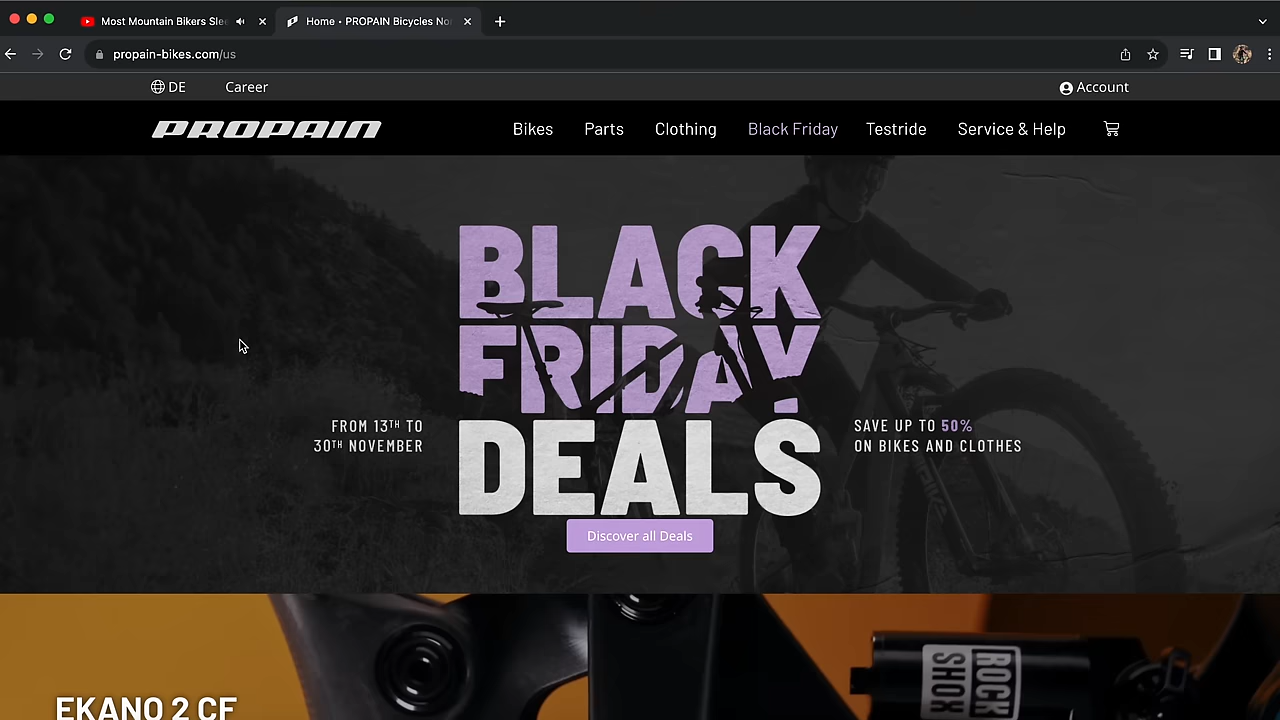 Most Mountain Bikers Slee
Home • PROPAIN Bicycles No
propain-bikes.com/us
DE
Career
Account
PROPAIN
Bikes
Parts
Clothing
Black Friday
Testride
Service & Help
BLACK
FRIDAY
DEALS
FROM 13TH TO
30TH NOVEMBER
SAVE UP TO 50%
ON BIKES AND CLOTHES
Discover all Deals
EKANO 2 CF
ROCK
SHOX